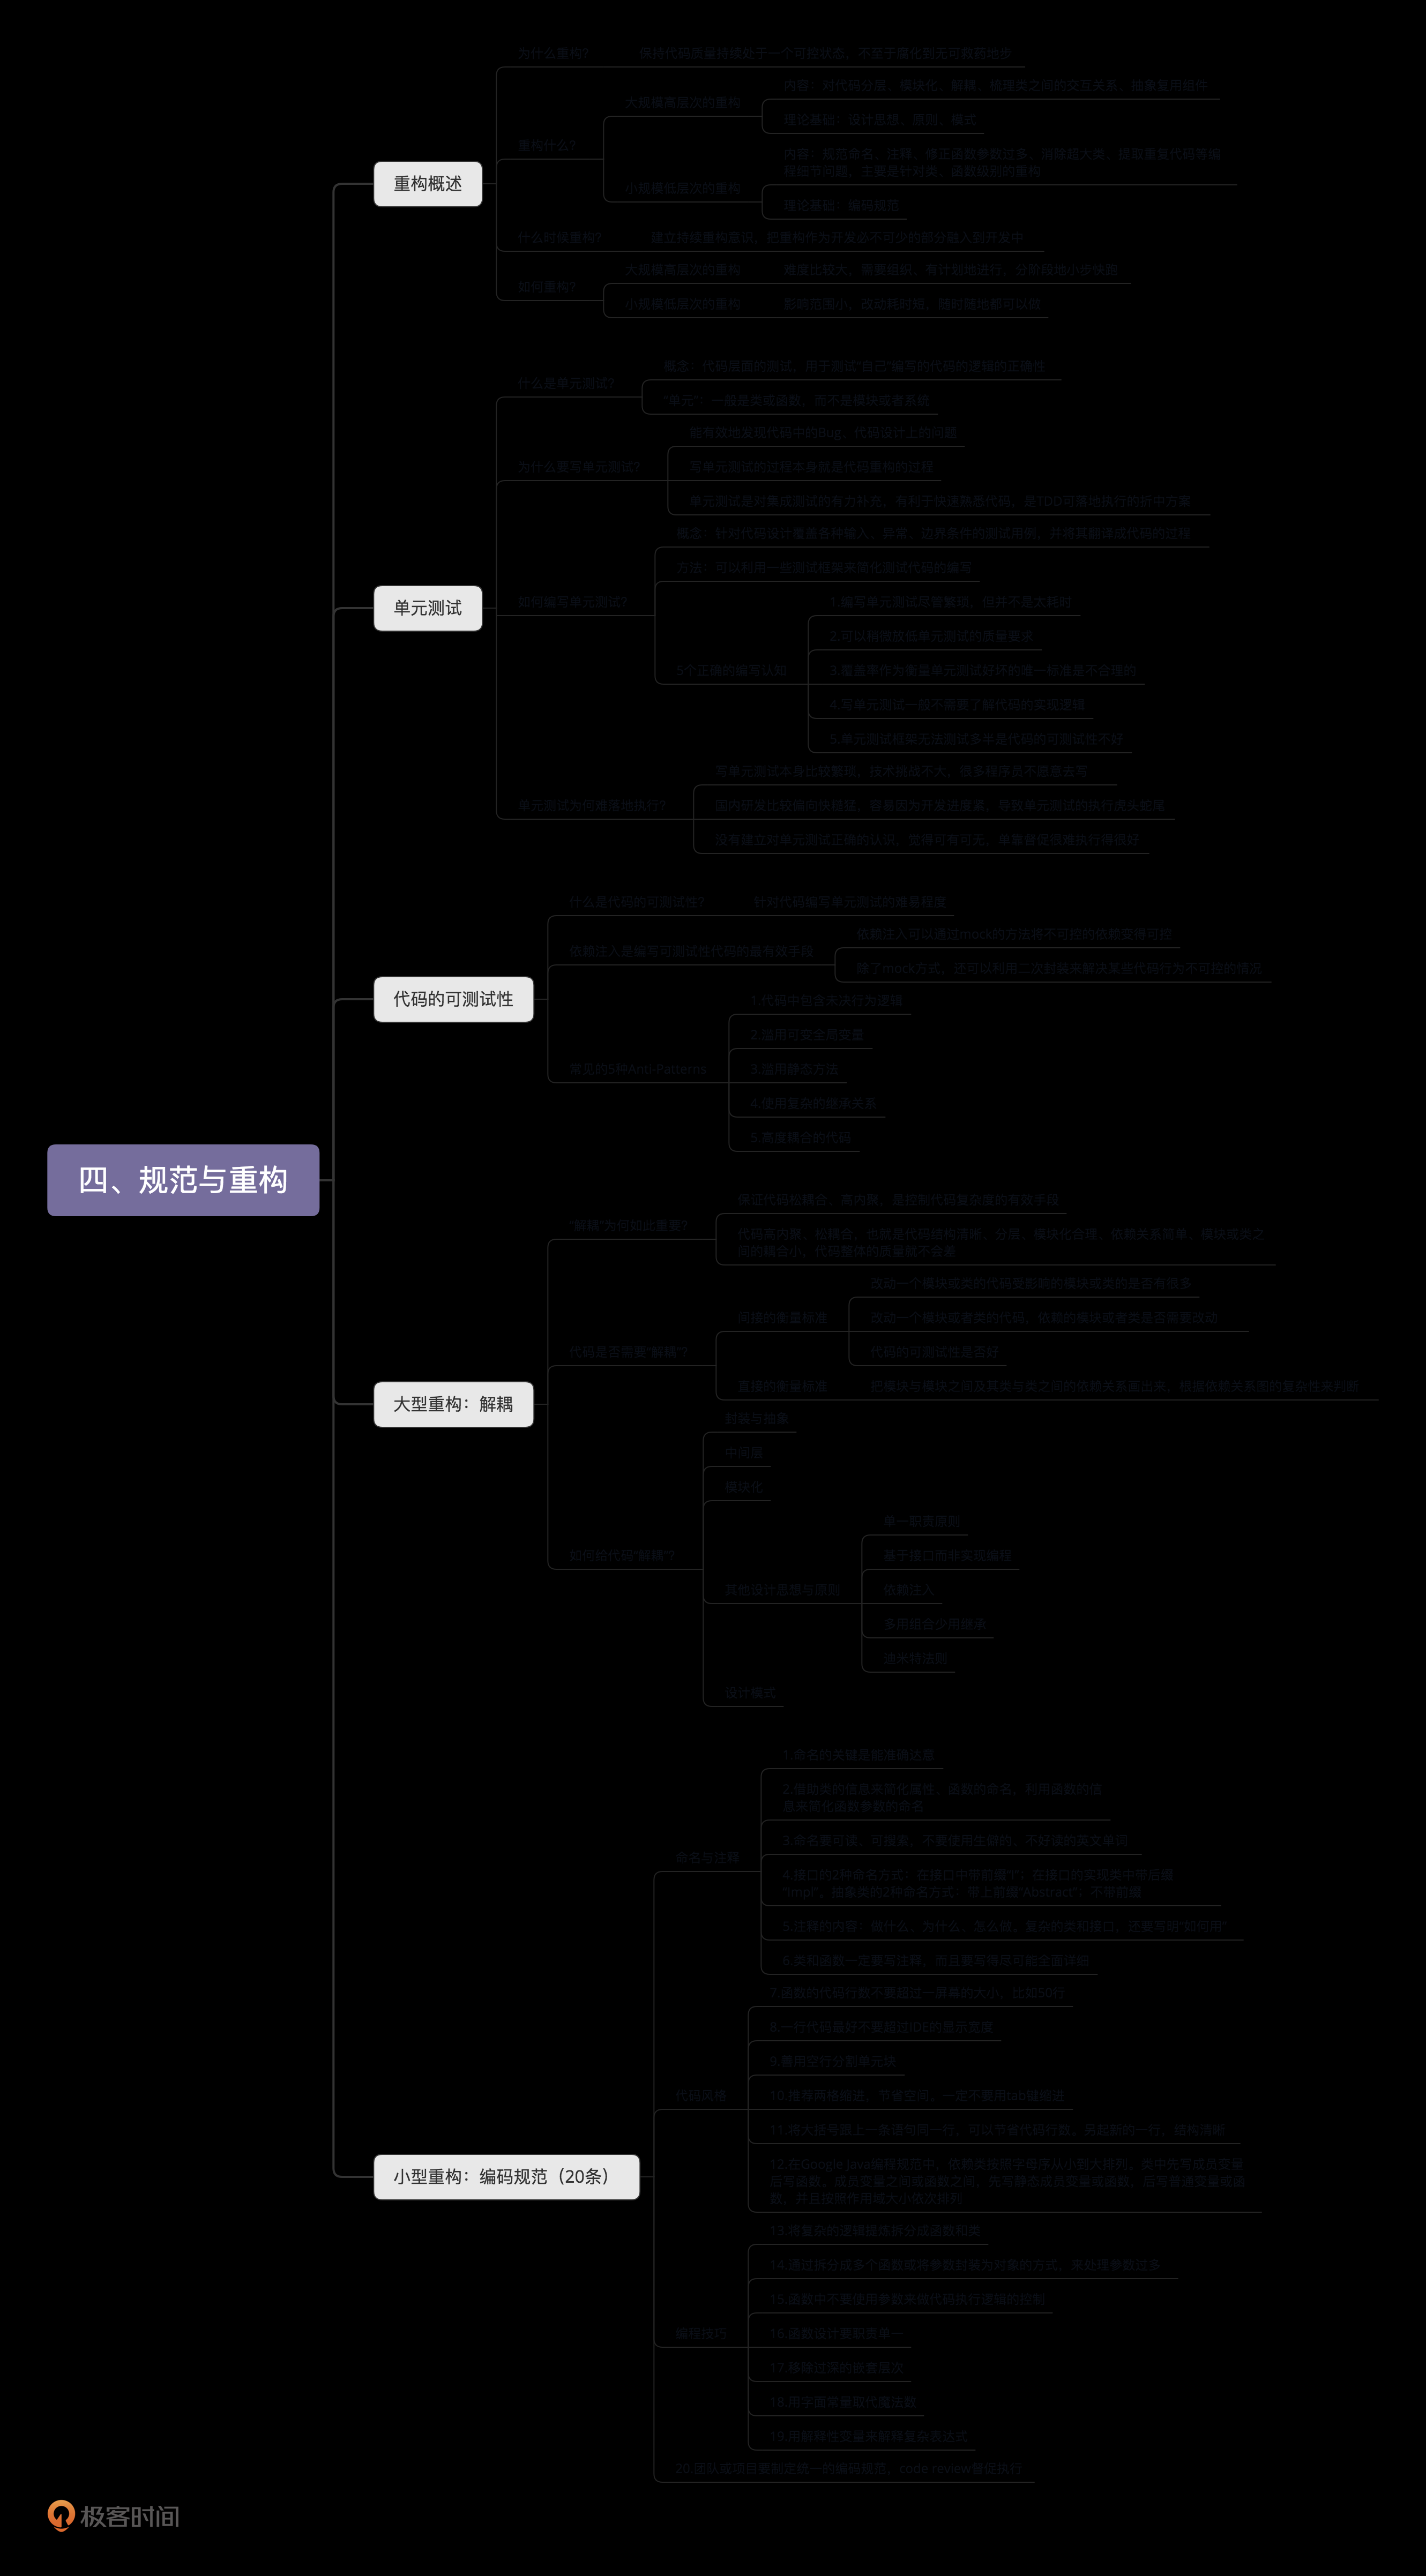 四、规范与重构
重构概述
为什么重构?
保持代码质量持续处于一个可控状态，不至于腐化到无可救药地步
重构什么?
大规模高层次的重构
内容：对代码分层、模块化、解耦、梳理类之间的交互关系、抽象复用组件
理论基础：设计思想、原则、模式
小规模低层次的重构
内容：规范命名、注释、修正函数参数过多、消除超大类、提取重复代码等编
程细节问题，主要是针对类、函数级别的重构
理论基础：编码规范
什么时候重构?
建立持续重构意识，把重构作为开发必不可少的部分融入到开发中
如何重构?
大规模高层次的重构
难度比较大，需要组织、有计划地进行，分阶段地小步快跑
小规模低层次的重构
影响范围小，改动耗时短，随时随地都可以做
单元测试
什么是单元测试?
概念：代码层面的测试，用于测试“自己”编写的代码的逻辑的正确性
“单元”：一般是类或函数，而不是模块或者系统
为什么要写单元测试?
能有效地发现代码中的Bug、代码设计上的问题
写单元测试的过程本身就是代码重构的过程
单元测试是对集成测试的有力补充，有利于快速熟悉代码，是TDD可落地执行的折中方案
如何编写单元测试?
概念：针对代码设计覆盖各种输入、异常、边界条件的测试用例，并将其翻译成代码的过程
方法：可以利用一些测试框架来简化测试代码的编写
5个正确的编写认知
1.编写单元测试尽管繁琐，但并不是太耗时
2.可以稍微放低单元测试的质量要求
3.覆盖率作为衡量单元测试好坏的唯一标准是不合理的
4.写单元测试一般不需要了解代码的实现逻辑
5.单元测试框架无法测试多半是代码的可测试性不好
单元测试为何难落地执行?
写单元测试本身比较繁琐，技术挑战不大，很多程序员不愿意去写
国内研发比较偏向快糙猛，容易因为开发进度紧，导致单元测试的执行虎头蛇尾
没有建立对单元测试正确的认识，觉得可有可无，单靠督促很难执行得很好
代码的可测试性
什么是代码的可测试性?
针对代码编写单元测试的难易程度
依赖注入是编写可测试性代码的最有效手段
依赖注入可以通过mock的方法将不可控的依赖变得可控
除了mock方式，还可以利用二次封装来解决某些代码行为不可控的情况
常见的5种Anti-Patterns
1.代码中包含未决行为逻辑
2.滥用可变全局变量
3.滥用静态方法
4.使用复杂的继承关系
5.高度耦合的代码
大型重构：解耦
“解耦”为何如此重要?
保证代码松耦合、高内聚，是控制代码复杂度的有效手段
代码高内聚、松耦合，也就是代码结构清晰、分层、模块化合理、依赖关系简单、模块或类之
间的耦合小，代码整体的质量就不会差
代码是否需要“解耦”?
间接的衡量标准
改动一个模块或类的代码受影响的模块或类的是否有很多
改动一个模块或者类的代码，依赖的模块或者类是否需要改动
代码的可测试性是否好
直接的衡量标准
把模块与模块之间及其类与类之间的依赖关系画出来，根据依赖关系图的复杂性来判断
如何给代码“解耦”?
封装与抽象
中间层
模块化
其他设计思想与原则
单一职责原则
基于接口而非实现编程
依赖注入
多用组合少用继承
迪米特法则
设计模式
小型重构：编码规范（20条）
命名与注释
1.命名的关键是能准确达意
2.借助类的信息来简化属性、函数的命名，利用函数的信
息来简化函数参数的命名
3.命名要可读、可搜索，不要使用生僻的、不好读的英文单词
4.接口的2种命名方式：在接口中带前缀“I”；在接口的实现类中带后缀
“Impl”，抽象类的2种命名方式：带上前缀“Abstract”；不带前缀
5.注释的内容：做什么、为什么、怎么做。复杂的类和接口，还要写明“如何用”
6.类和函数一定要写注释，而且要写得尽可能全面详细
代码风格
7.函数的代码行数不要超过一屏幕的大小，比如50行
8.一行代码最好不要超过IDE的显示宽度
9.善用空行分割单元块
10.推荐两格缩进，节省空间。一定不要用tab键缩进
11.将大括号跟上一条语句同一行，可以节省代码行数。另起新的一行，结构清晰
12.在Google Java编程规范中，依赖类按照字母序从小到大排列。类中先写成员变量
后写函数，成员变量之间或函数之间，先写静态成员变量或函数，后写普通变量或函
数，并且按照作用域大小依次排列
编程技巧
13.将复杂的逻辑提炼拆分成函数和类
14.通过拆分成多个函数或将参数封装为对象的方式，来处理参数过多
15.函数中不要使用参数来做代码执行逻辑的控制
16.函数设计要职责单一
17.移除过深的嵌套层次
18.用字面常量取代魔法数
19.用解释性变量来解释复杂表达式
20.团队或项目要制定统一的编码规范，code review督促执行
极客时间